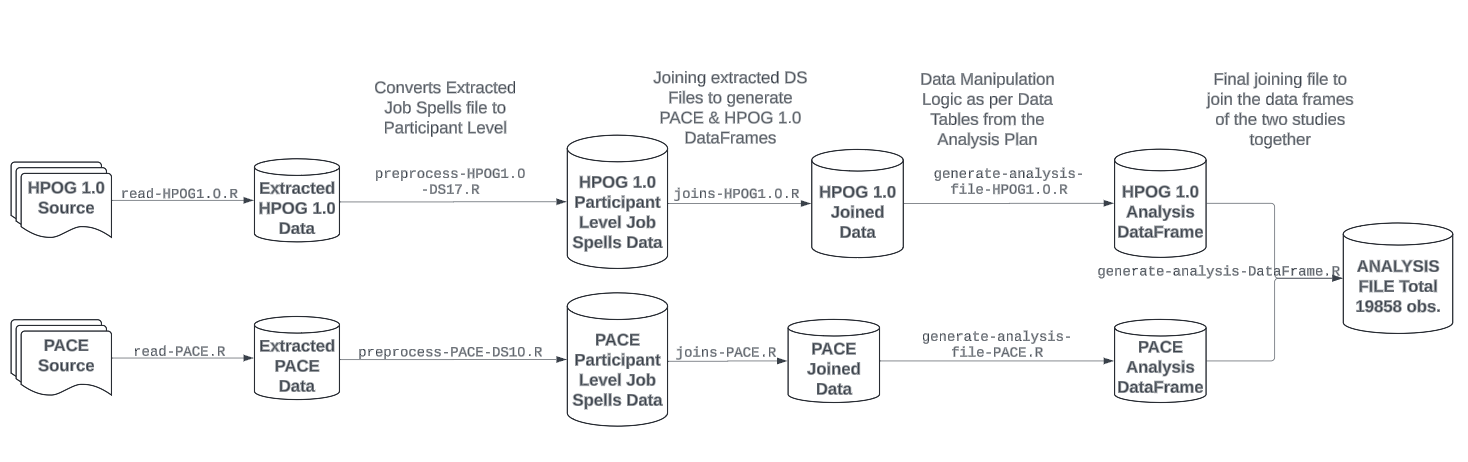 Converts Extracted
Job Spells file to
Participant Level
Joining extracted DS
Files to generate
PACE & HPOG 1.0
DataFrames
Data Manipulation
Logic as per Data
Tables from the
Analysis Plan
Final joining file to
join the data frames
of the two studies
together
HPOG 1.0
Source
read-HPOG1.0.R
Extracted
HPOG 1.0
Data
preprocess-HPOG1.0
-DS17.R
HPOG 1.0
Participant
Level Job
Spells Data
joins-HPOG1.0.R
HPOG 1.0
Joined
Data
generate-analysis-
file-HPOG1.0.R
HPOG 1.0
Analysis
DataFrame
generate-analysis-DataFrame.R
ANALYSIS
FILE Total
19858 obs.
PACE
Source
read-PACE.R
Extracted
PACE
Data
preprocess-PACE-DS10.R
PACE
Participant
Level Job
Spells Data
joins-PACE.R
PACE
Joined
Data
generate-analysis-
file-PACE.R
PACE
Analysis
DataFrame